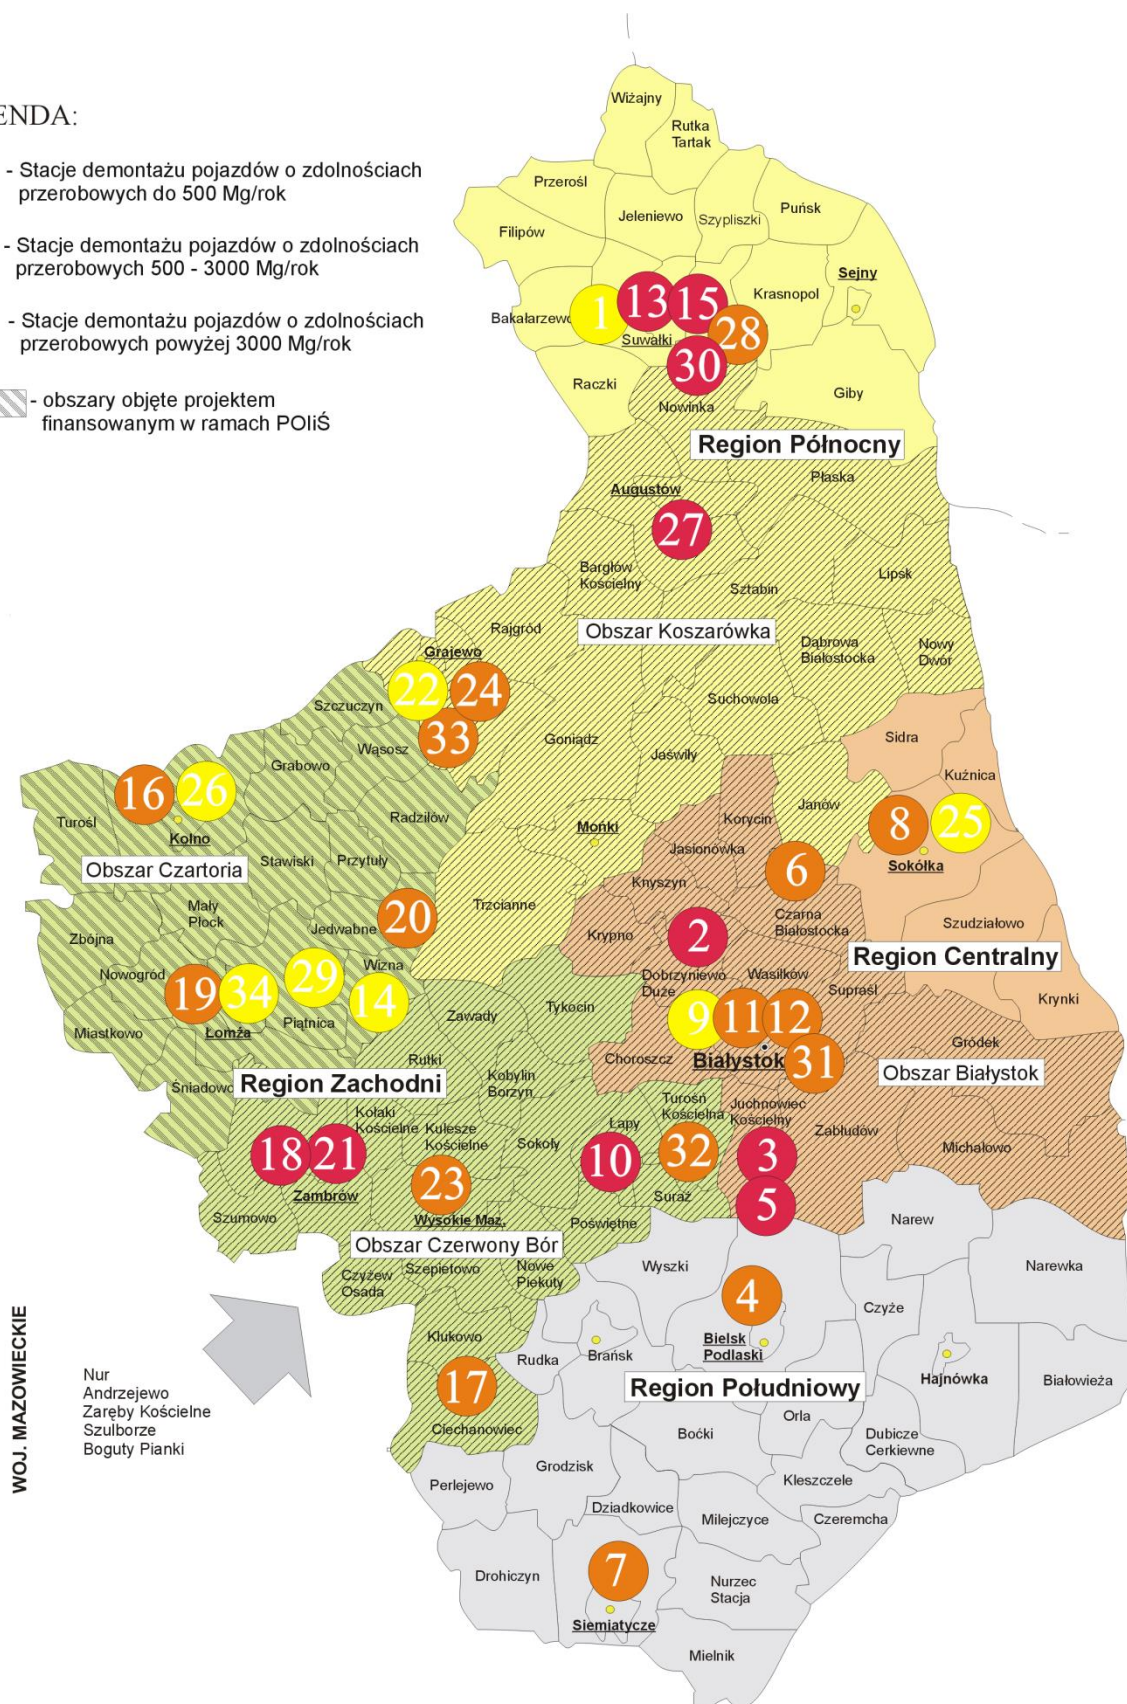 ENDA:
- Stacje demontażu pojazdów o zdolnościach
przerobowych do 500 Mg/rok
- Stacje demontażu pojazdów o zdolnościach
przerobowych 500 - 3000 Mg/rok
- Stacje demontażu pojazdów o zdolnościach
przerobowych powyżej 3000 Mg/rok
- obszary objęte projektem
finansowanym w ramach POIiŚ
Wiżajny
Rutka
Tartak
Przerośl
Jeleniewo
Szypliszki
Puńsk
Filipów
Sejny
Krasnopol
Bakałarzewo
1
13
15
28
Suwałki
30
Raczki
Giby
Nowinka
Region Północny
Płaska
Augustów
27
Bargłów
Kościelny
Sztabin
Lipsk
Rajgród
Obszar Koszarówka
Dąbrowa
Białostocka
Nowy
Dwór
Grajewo
22
24
33
Szczuczyn
Suchowola
Wąsosz
Goniądz
Jaświły
Sidra
Grabowo
Kuźnica
16
26
Turośl
Kolno
Radziłów
Mońki
Korycin
Janów
8
25
Sokółka
Obszar Czartoria
Stawiski
Przytuły
Jasionówka
6
Knyszyn
Mały
Płock
Jedwabne
20
Trzcianne
Czarna
Białostocka
Szudziałowo
Zbójna
Krypno
2
Region Centralny
Nowogród
19
34
29
Wizna
14
Dobrzyniewo
Duże
Wasilków
Supraśl
Krynki
Miastkowo
Łomża
Piątnica
Zawady
Tykocin
9
11
12
Choroszcz
Białystok
31
Gródek
Śniadowo
Region Zachodni
Rutki
Kobylin
Borzyn
Obszar Białystok
Kołaki
Kościelne
Kulesze
Kościelne
Sokoły
Łapy
Turośń
Kościelna
Juchnowiec
Kościelny
Zabłudów
Michałowo
18
21
Zambrów
23
10
32
3
5
Szumowo
Wysokie Maz.
Suraż
Poświętne
Narew
Obszar Czerwony Bór
Czyżew
Osada
Szepietowo
Nowe
Piekuty
Wyszki
Narewka
4
Czyże
Klukowo
Rudka
Brańsk
Bielsk
Podlaski
Hajnówka
Białowieża
17
Region Południowy
Ciechanowiec
Boćki
Orla
Dubicze
Cerkiewne
WOJ. MAZOWIECKIE
Nur
Andrzejewo
Zaręby Kościelne
Szulborze
Boguty Pianki
Perlejewo
Grodzisk
Kleszczele
Dziadkowice
Milejczyce
Czeremcha
Drohiczyn
7
Nurzec
Stacja
Siemiatycze
Mielnik